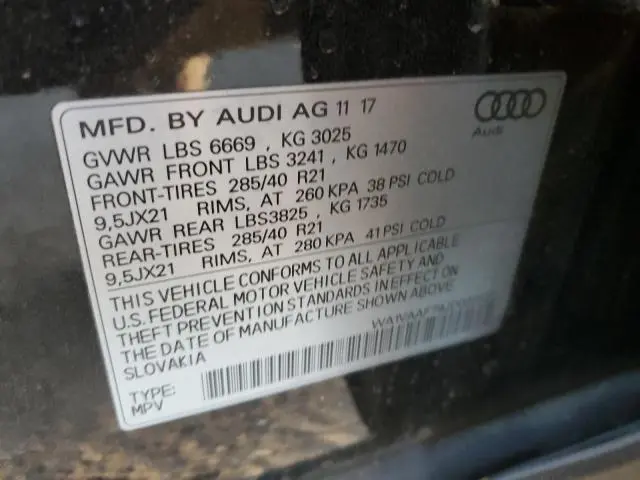 MFD. BY AUDI AG 11 17
Audi
GVWR LBS 6669 , KG 3025
GAWR FRONT LBS 3241 , KG 1470
FRONT-TIRES 285/40 R21
9,5JX21 RIMS, AT 260 KPA 38 PSI COLD
GAWR REAR LBS3825 , KG 1735
REAR-TIRES 285/40 R21
9,5JX21 RIMS, AT 280 KPA 41 PSI COLD
THIS VEHICLE CONFORMS TO ALL APPLICABLE
U.S. FEDERAL MOTOR VEHICLE SAFETY AND
THEFT PREVENTION STANDARDS IN EFFECT ON
THE DATE OF MANUFACTURE SHOWN ABOVE
SLOVAKIA
TYPE:
MPV